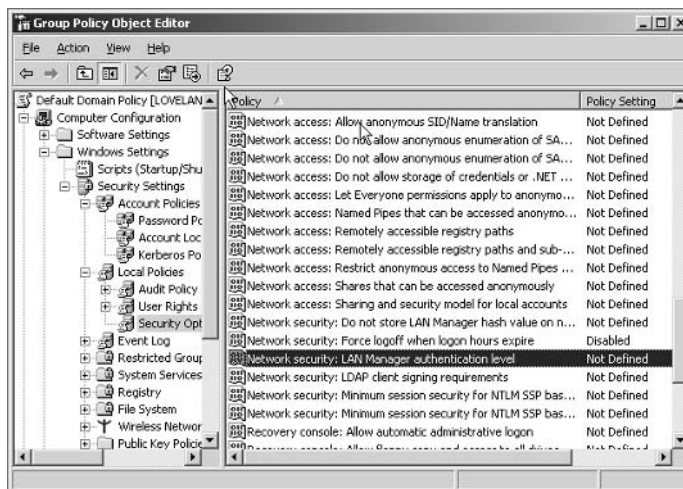 Group Policy Object Editor
File Action View Help
Default Domain Policy [LOVELAN
Computer Configuration
Software Settings
Windows Settings
Scripts (Startup/Shu
Security Settings
Account Policies
Password Po
Account Loc
Kerberos Po
Local Policies
Audit Policy
User Rights
Security Opt
Event Log
Restricted Group
System Services
Registry
File System
Wireless Networ
Public Key Policie
Policy Policy Setting
Network access: Allow anonymous SID/Name translation Not Defined
Network access: Do not allow anonymous enumeration of SA... Not Defined
Network access: Do not allow anonymous enumeration of SA... Not Defined
Network access: Do not allow storage of credentials or .NET ... Not Defined
Network access: Let Everyone permissions apply to anonymo... Not Defined
Network access: Named Pipes that can be accessed anonymo... Not Defined
Network access: Remotely accessible registry paths Not Defined
Network access: Remotely accessible registry paths and sub-... Not Defined
Network access: Restrict anonymous access to Named Pipes ... Not Defined
Network access: Shares that can be accessed anonymously Not Defined
Network access: Sharing and security model for local accounts Not Defined
Network security: Do not store LAN Manager hash value on n... Not Defined
Network security: Force logoff when logon hours expire Disabled
Network security: LAN Manager authentication level Not Defined
Network security: LDAP client signing requirements Not Defined
Network security: Minimum session security for NTLM SSP bas... Not Defined
Network security: Minimum session security for NTLM SSP bas... Not Defined
Recovery console: Allow automatic administrative logon Not Defined